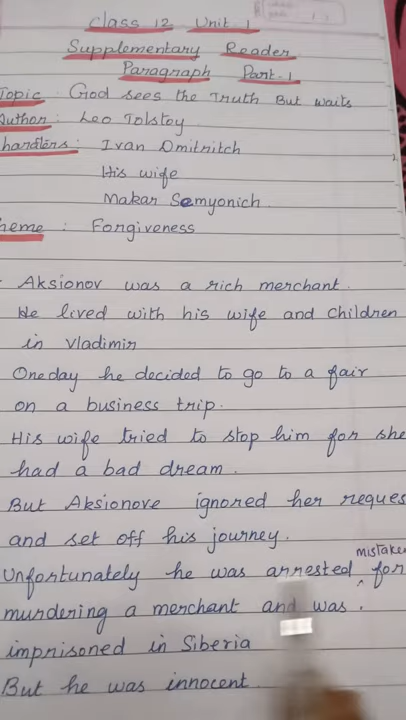 Class 12 Unit-1
Supplementary Reader
Paragraph Part-1
Topic : God sees the Truth But waits
Author : Leo Tolstoy
Ivan Dmitritch
His wife
Makar Semyonich
heme : Forgiveness
Aksionov was a rich merchant.
He lived with his wife and children
in Vladimir
Oneday he decided to go to a fair
on a business trip.
His wife tried to stop him for she
had a bad dream.
But Aksionove ignored her reques
and set off his journey.
mistaken
Unfortunately he was arrested ^ for
murdering a merchant and was.
imprisoned in Siberia
But he was innocent.